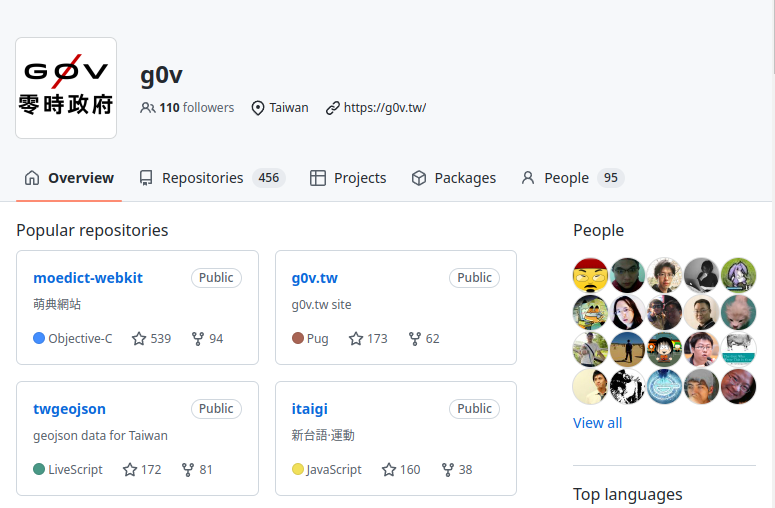 GØV
零時政府
g0v
110 followers Taiwan https://g0v.tw/
Overview Repositories 456 Projects Packages People 95
Popular repositories
moedict-webkit Public
萌典網站
Objective-C 539 94
g0v.tw Public
g0v.tw site
Pug 173 62
twgeojson Public
geojson data for Taiwan
LiveScript 172 81
itaigi Public
新台語·運動
JavaScript 160 38
People
View all
Top languages